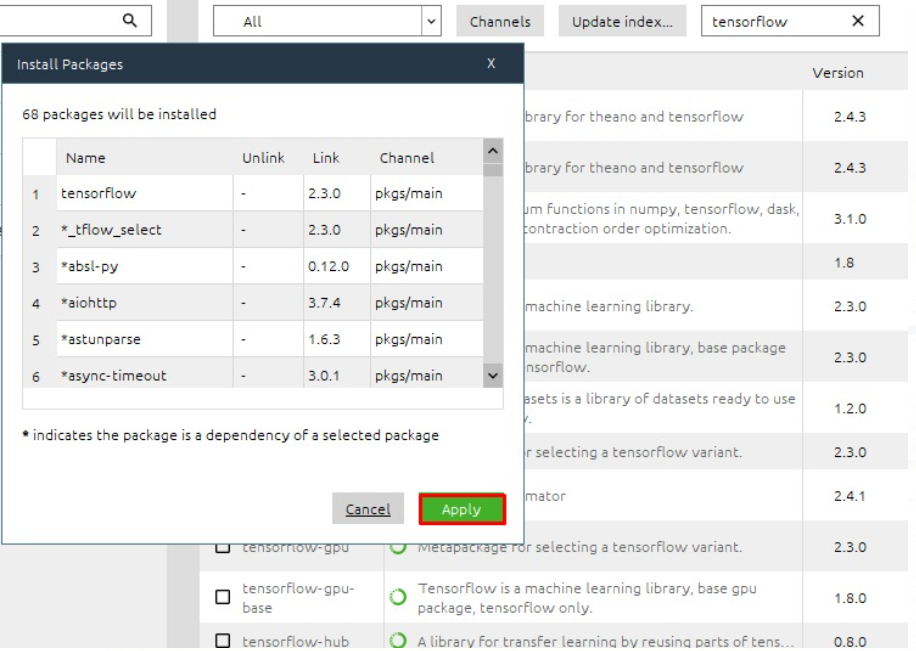 All
Channels
Update index...
tensorflow
X
Install Packages
X
68 packages will be installed
Name Unlink Link Channel
1 tensorflow - 2.3.0 pkgs/main
2 *_tflow_select - 2.3.0 pkgs/main
3 *absl-py - 0.12.0 pkgs/main
4 *aiohttp - 3.7.4 pkgs/main
5 *astunparse - 1.6.3 pkgs/main
6 *async-timeout - 3.0.1 pkgs/main
* indicates the package is a dependency of a selected package
Cancel
Apply
Version
brary for theano and tensorflow 2.4.3
brary for theano and tensorflow 2.4.3
um functions in numpy, tensorflow, dask,
contraction order optimization. 3.1.0
1.8
machine learning library. 2.3.0
machine learning library, base package
nsorflow. 2.3.0
asets is a library of datasets ready to use 1.2.0
r selecting a tensorflow variant. 2.3.0
mator 2.4.1
tensorflow-gpu Metapackage for selecting a tensorflow variant. 2.3.0
tensorflow-gpu-
base
Tensorflow is a machine learning library, base gpu
package, tensorflow only. 1.8.0
tensorflow-hub A library for transfer learning by reusing parts of tens... 0.8.0